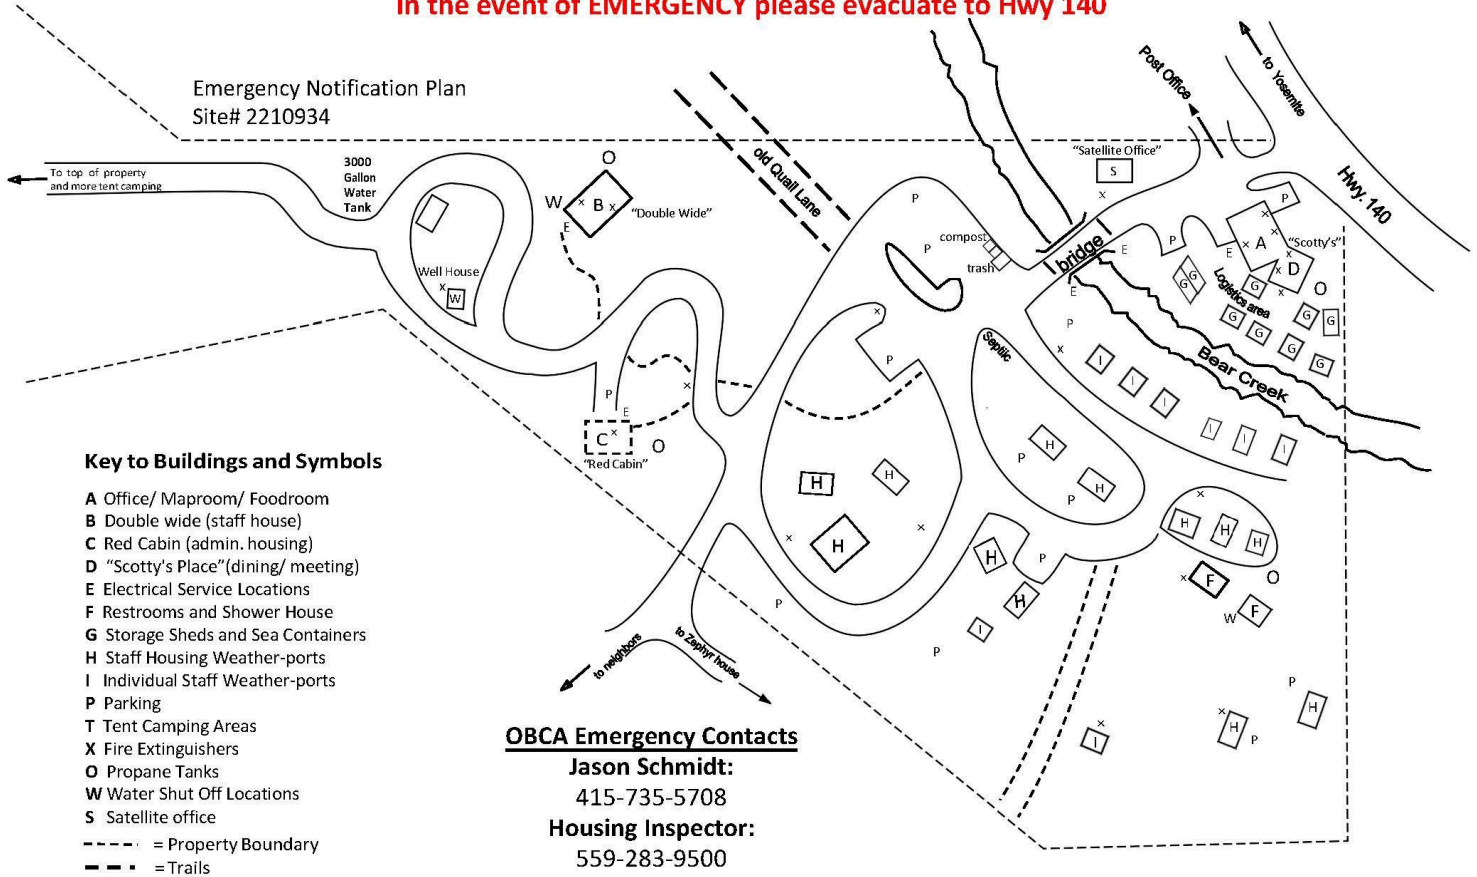 In the event of EMERGENCY please evacuate to Hwy 140
Emergency Notification Plan
Site# 2210934
To top of property
and more tent camping
3000
Gallon
Water
Tank
O
W
x
B
x
E
"Double Wide"
old Quail Lane
Post Office
to Yosemite
Hwy. 140
"Satellite Office"
S
x
P
P
compost
trash
bridge
E
E
P
P
x
A
x
x
E
"Scotty's"
x
D
x
x
O
G
G
Logistics area
G
G
G
G
G
G
G
Bear Creek
P
x
I
I
I
I
I
I
Well House
x
W
x
P
Septic
P
E
x
C
x
O
"Red Cabin"
H
H
H
x
x
H
P
H
P
x
H
H
H
x
F
O
F
W
H
P
H
I
P
P
x
I
x
H
P
P
H
to neighbors
to Zephyr house
Key to Buildings and Symbols
A Office/ Maproom/ Foodroom
B Double wide (staff house)
C Red Cabin (admin. housing)
D "Scotty's Place"(dining/ meeting)
E Electrical Service Locations
F Restrooms and Shower House
G Storage Sheds and Sea Containers
H Staff Housing Weather-ports
I Individual Staff Weather-ports
P Parking
T Tent Camping Areas
X Fire Extinguishers
O Propane Tanks
W Water Shut Off Locations
S Satellite office
= Property Boundary
= Trails
OBCA Emergency Contacts
Jason Schmidt:
415-735-5708
Housing Inspector:
559-283-9500